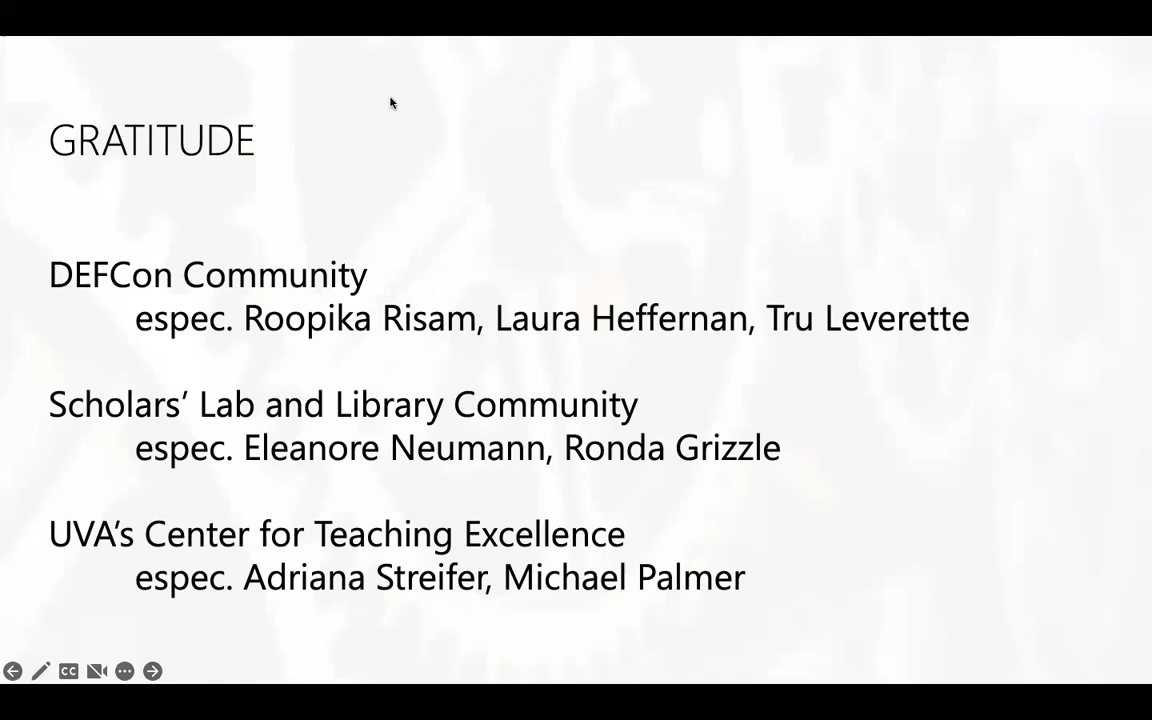 GRATITUDE
DEFCon Community
espec. Roopika Risam, Laura Heffernan, Tru Leverette
Scholars’ Lab and Library Community
espec. Eleanore Neumann, Ronda Grizzle
UVA’s Center for Teaching Excellence
espec. Adriana Streifer, Michael Palmer
CC